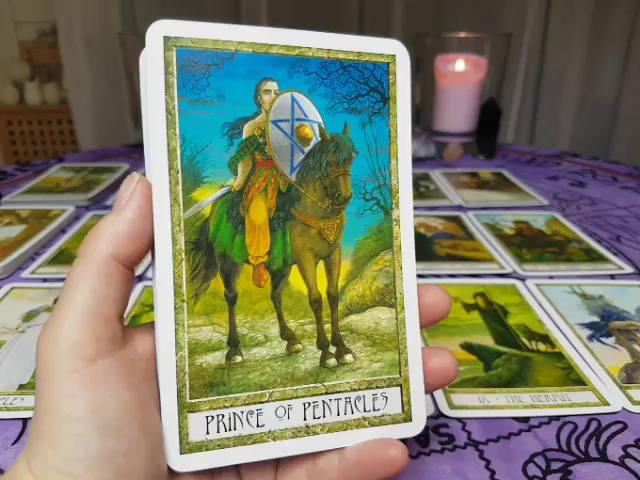 PRINCE OF PENTACLES
IX • THE HERMIT